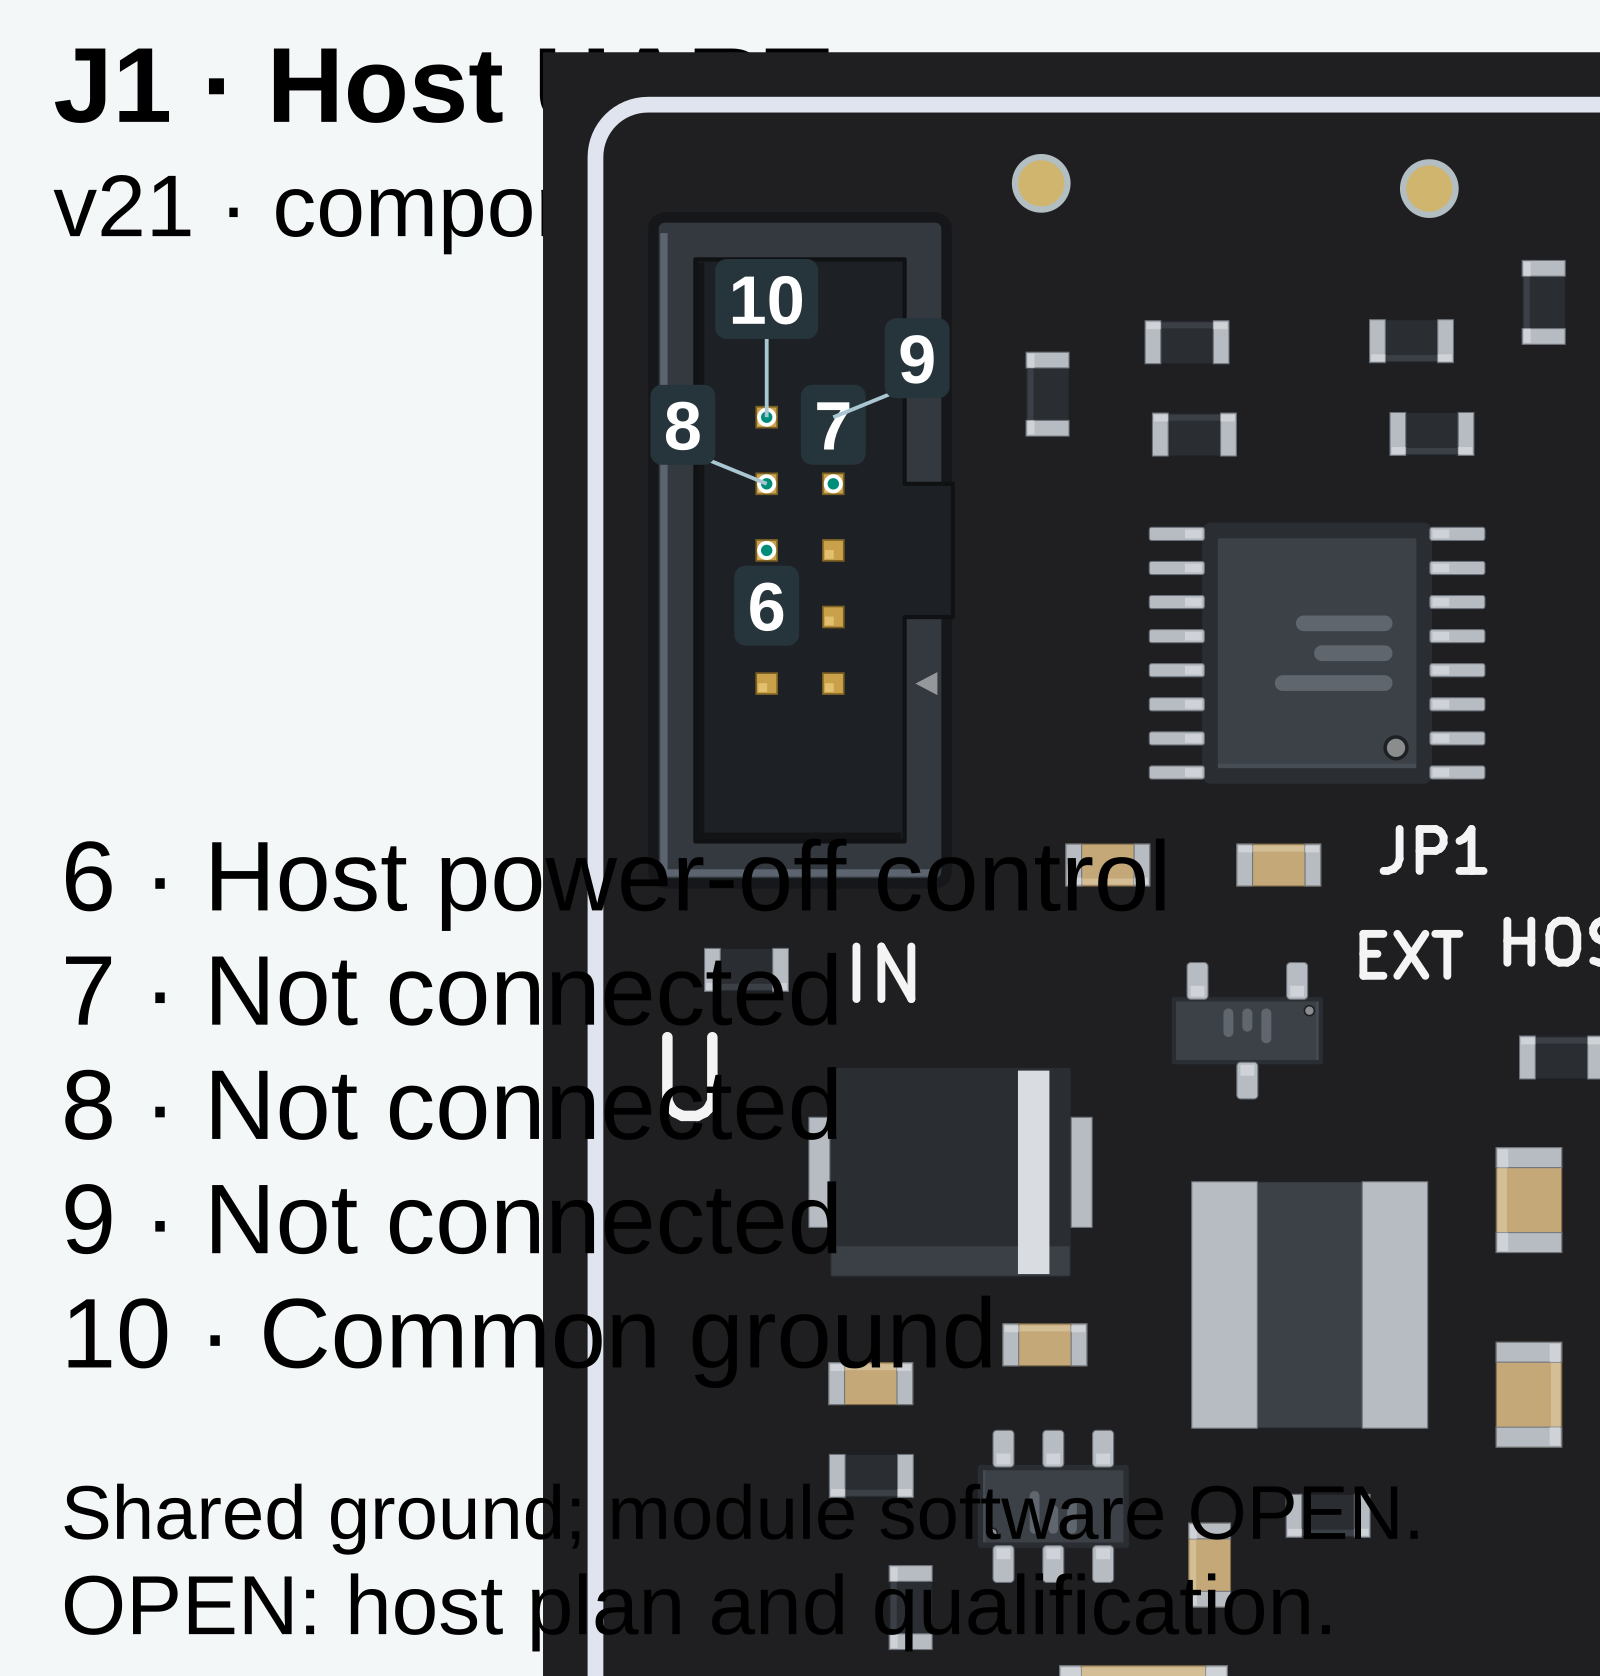 J1 · Host UART
v21 · compo
10
9
8
7
6
6 · Host power-off control
JP1
EXT
7 · Not connected
IN
U
8 · Not connected
9 · Not connected
10 · Common ground
Shared ground; module software OPEN.
OPEN: host plan and qualification.